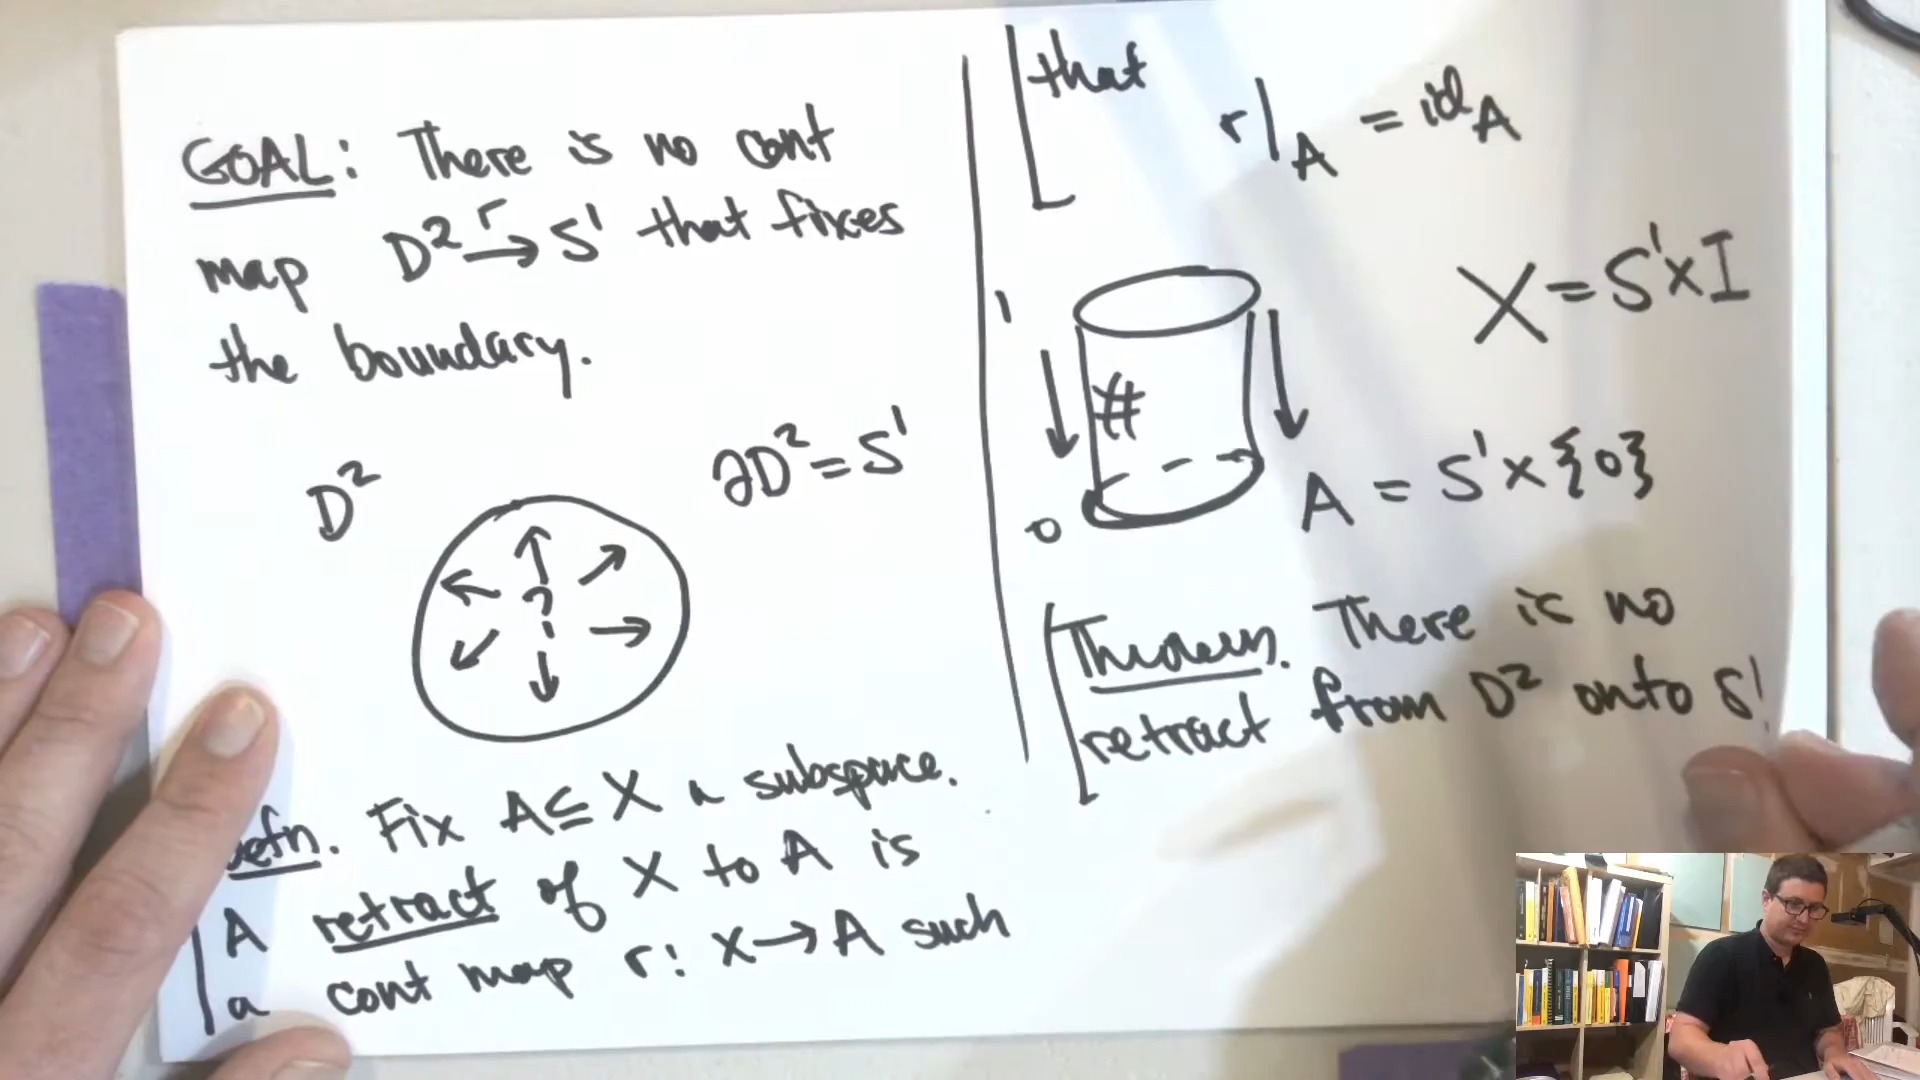 GOAL: There is no cont
map D² r→ S¹ that fixes
the boundary.
D²
∂D² = S¹
?
Defn. Fix A ⊆ X a subspace.
A retract of X to A is
a cont map r: X → A such
that
r|_A = id_A
X = S¹ × I
1
#
0
A = S¹ × {0}
Theorem. There is no
retract from D² onto S¹.